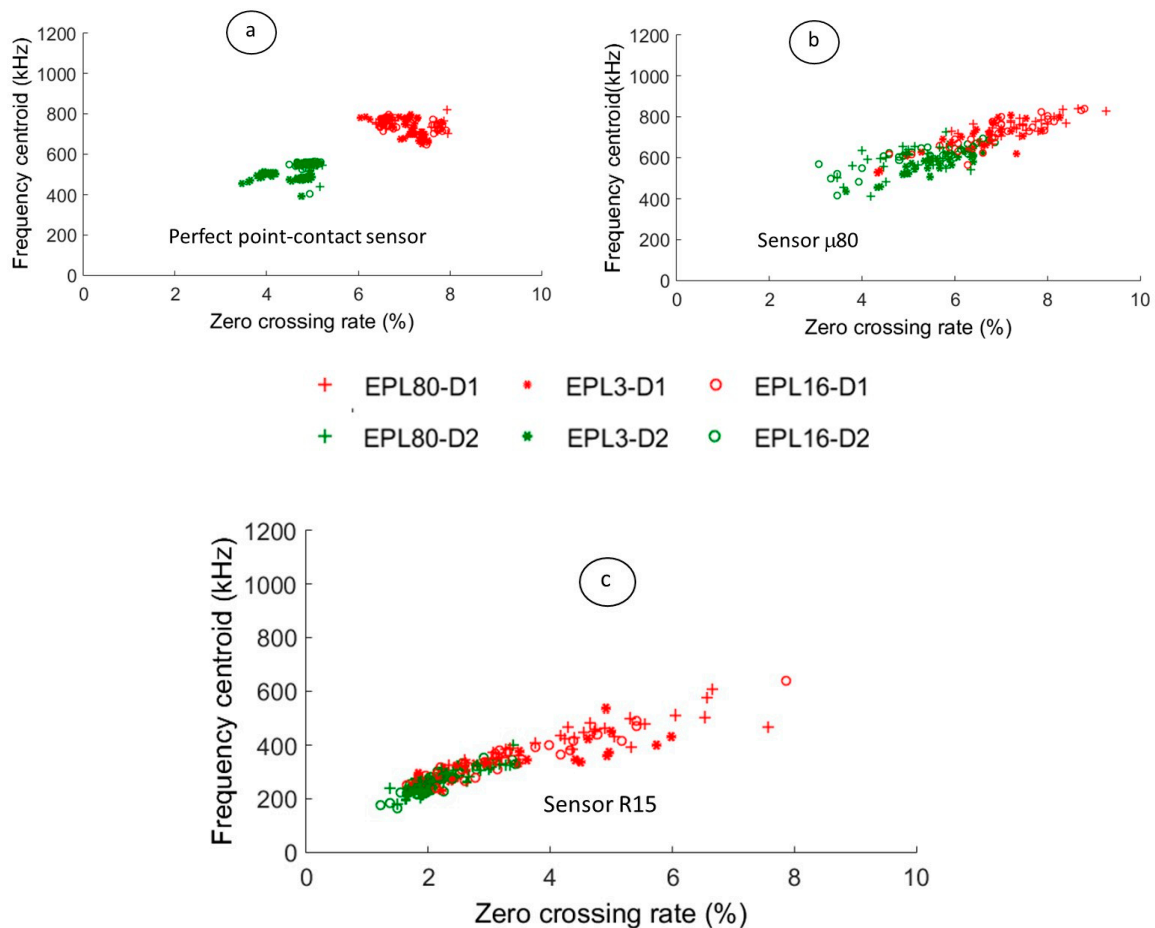 a
1200
1000
800
600
400
200
0
Frequency centroid (kHz)
Perfect point-contact sensor
0 2 4 6 8 10
Zero crossing rate (%)
b
1200
1000
800
600
400
200
0
Frequency centroid(kHz)
Sensor μ80
0 2 4 6 8 10
Zero crossing rate (%)
EPL80-D1 EPL3-D1 EPL16-D1
EPL80-D2 EPL3-D2 EPL16-D2
c
1200
1000
800
600
400
200
0
Frequency centroid (kHz)
Sensor R15
0 2 4 6 8 10
Zero crossing rate (%)